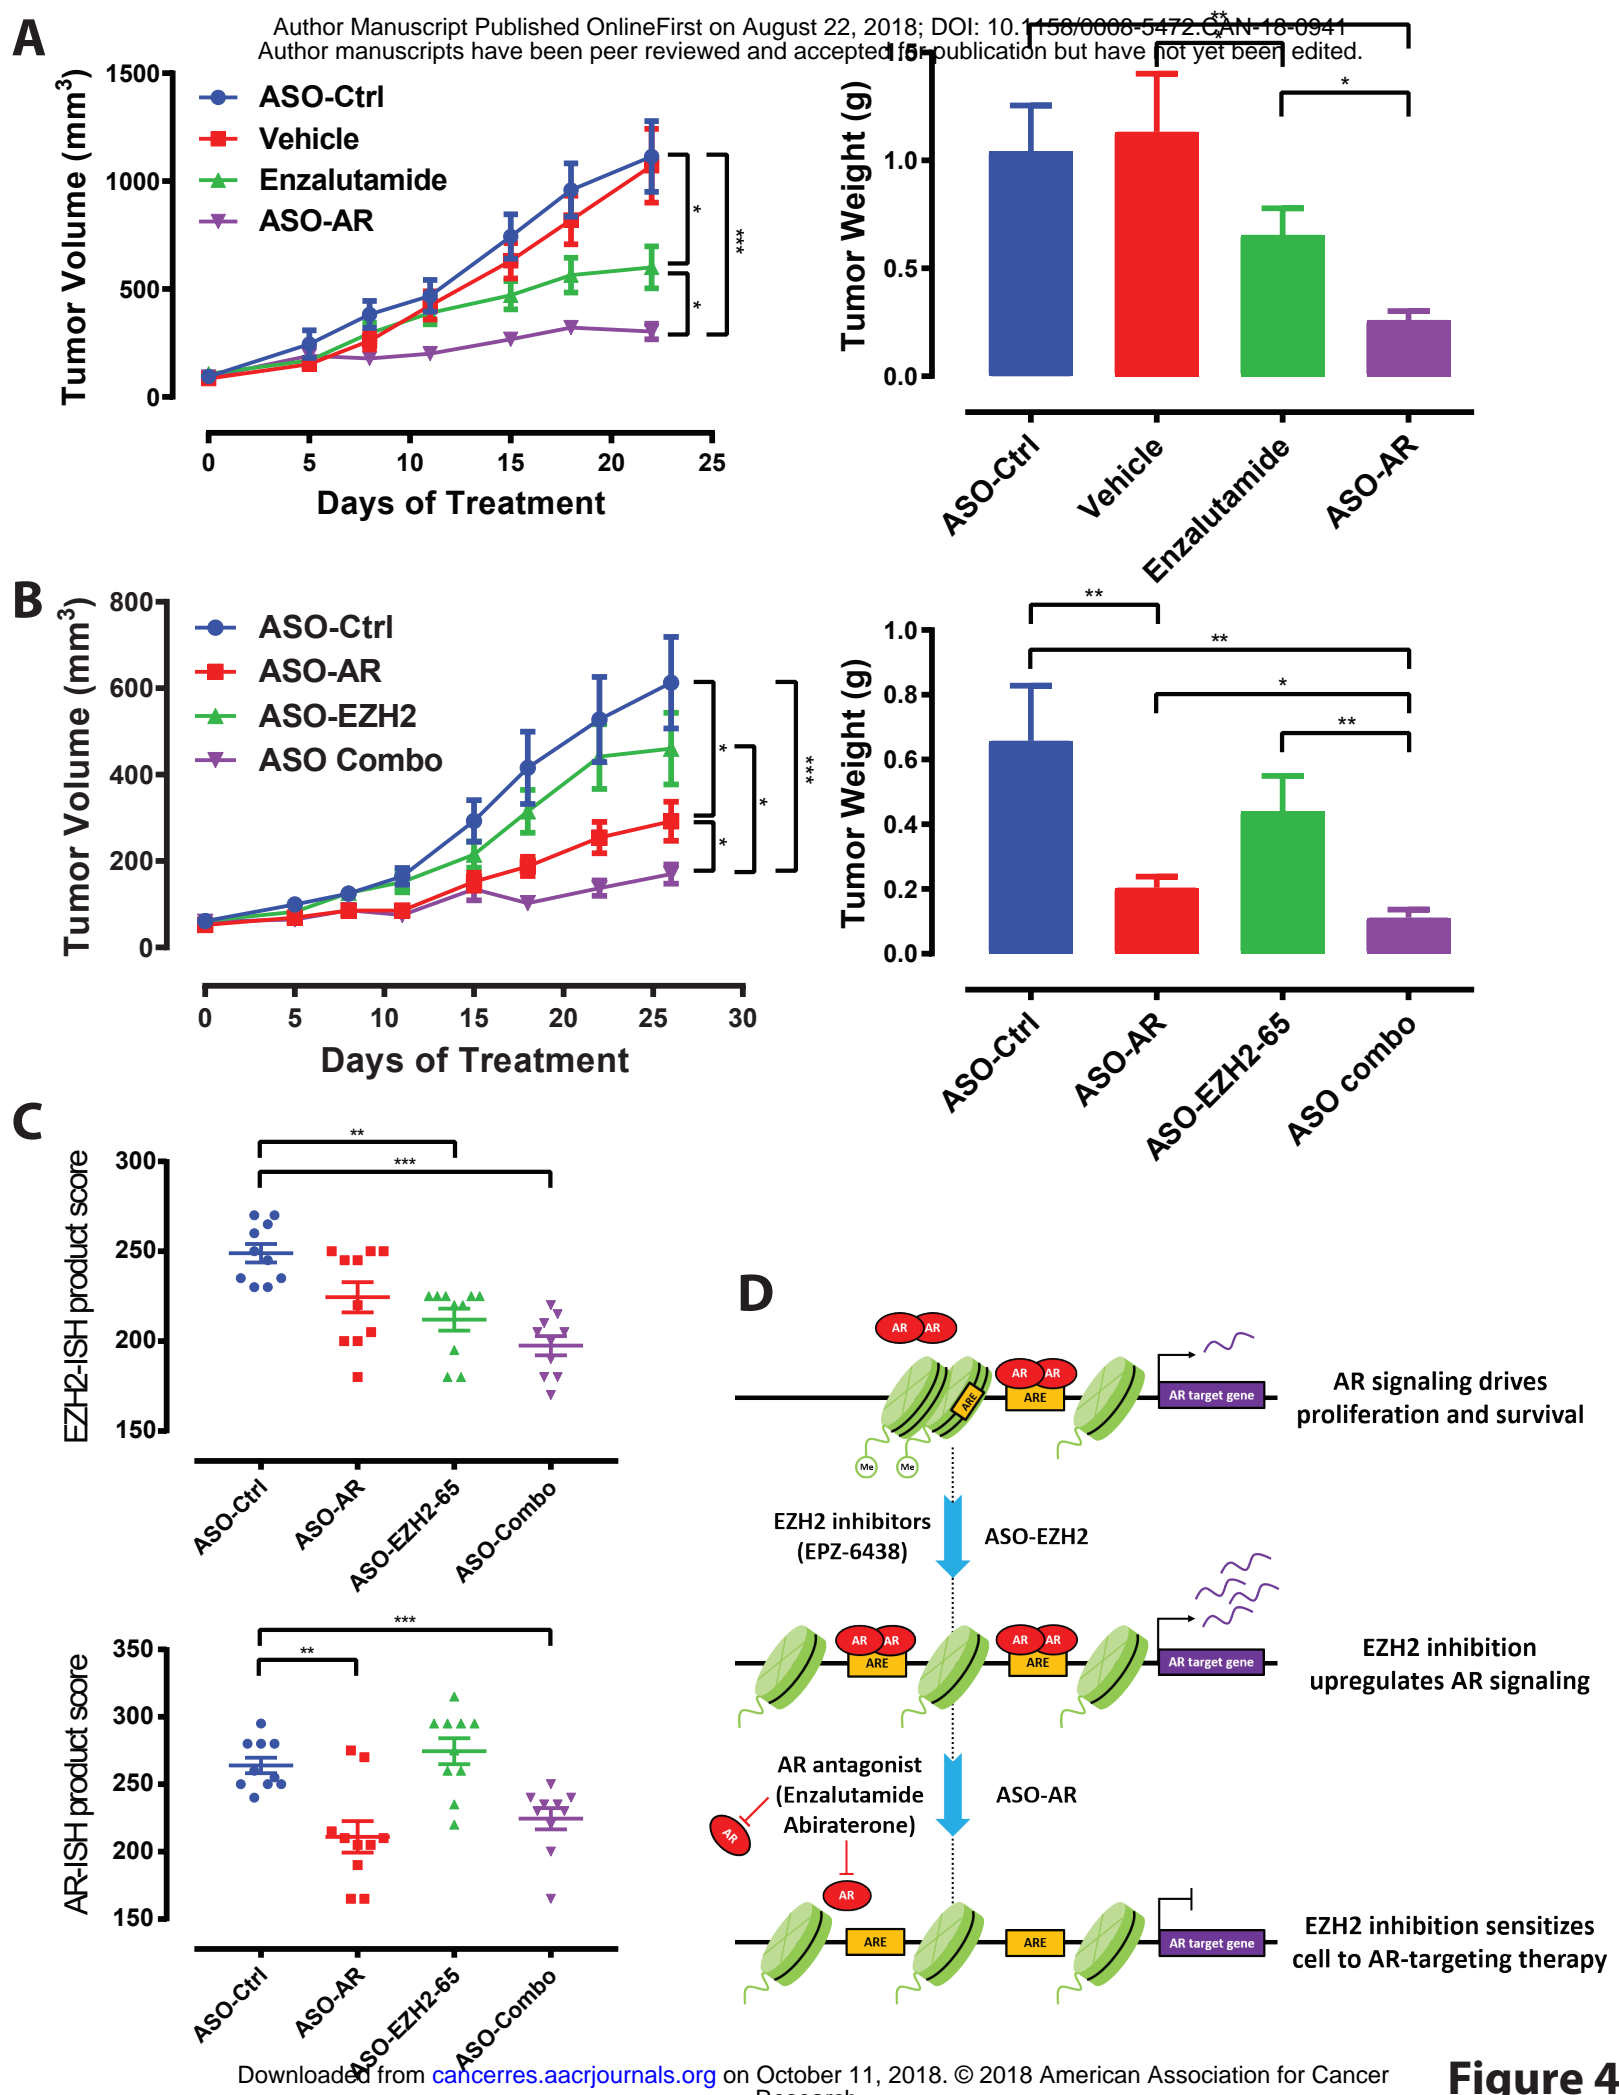 Author Manuscript Published OnlineFirst on August 22, 2018; DOI: 10.1158/0008-5472.CAN-18-0941
Author manuscripts have been peer reviewed and accepted for publication but have not yet been edited.
A
Tumor Volume (mm3)
1500
1000
500
0
ASO-Ctrl
Vehicle
Enzalutamide
ASO-AR
*
*
***
0 5 10 15 20 25
Days of Treatment
Tumor Weight (g)
1.5
1.0
0.5
0.0
**
*
*
ASO-Ctrl
Vehicle
Enzalutamide
ASO-AR
B
Tumor Volume (mm3)
800
600
400
200
0
ASO-Ctrl
ASO-AR
ASO-EZH2
ASO Combo
*
*
*
***
0 5 10 15 20 25 30
Days of Treatment
Tumor Weight (g)
1.0
0.8
0.6
0.4
0.2
0.0
**
**
*
**
ASO-Ctrl
ASO-AR
ASO-EZH2-65
ASO combo
C
EZH2-ISH product score
300
250
200
150
**
***
ASO-Ctrl
ASO-AR
ASO-EZH2-65
ASO-Combo
AR-ISH product score
350
300
250
200
150
***
**
ASO-Ctrl
ASO-AR
ASO-EZH2-65
ASO-Combo
D
AR AR
AR AR
ARE
ARE
AR target gene
Me Me
AR signaling drives
proliferation and survival
EZH2 inhibitors
(EPZ-6438)
ASO-EZH2
AR AR
ARE
AR AR
ARE
AR target gene
EZH2 inhibition
upregulates AR signaling
AR antagonist
(Enzalutamide
Abiraterone)
ASO-AR
AR
AR
ARE
ARE
AR target gene
EZH2 inhibition sensitizes
cell to AR-targeting therapy
Downloaded from cancerres.aacrjournals.org on October 11, 2018. © 2018 American Association for Cancer
Research
Figure 4